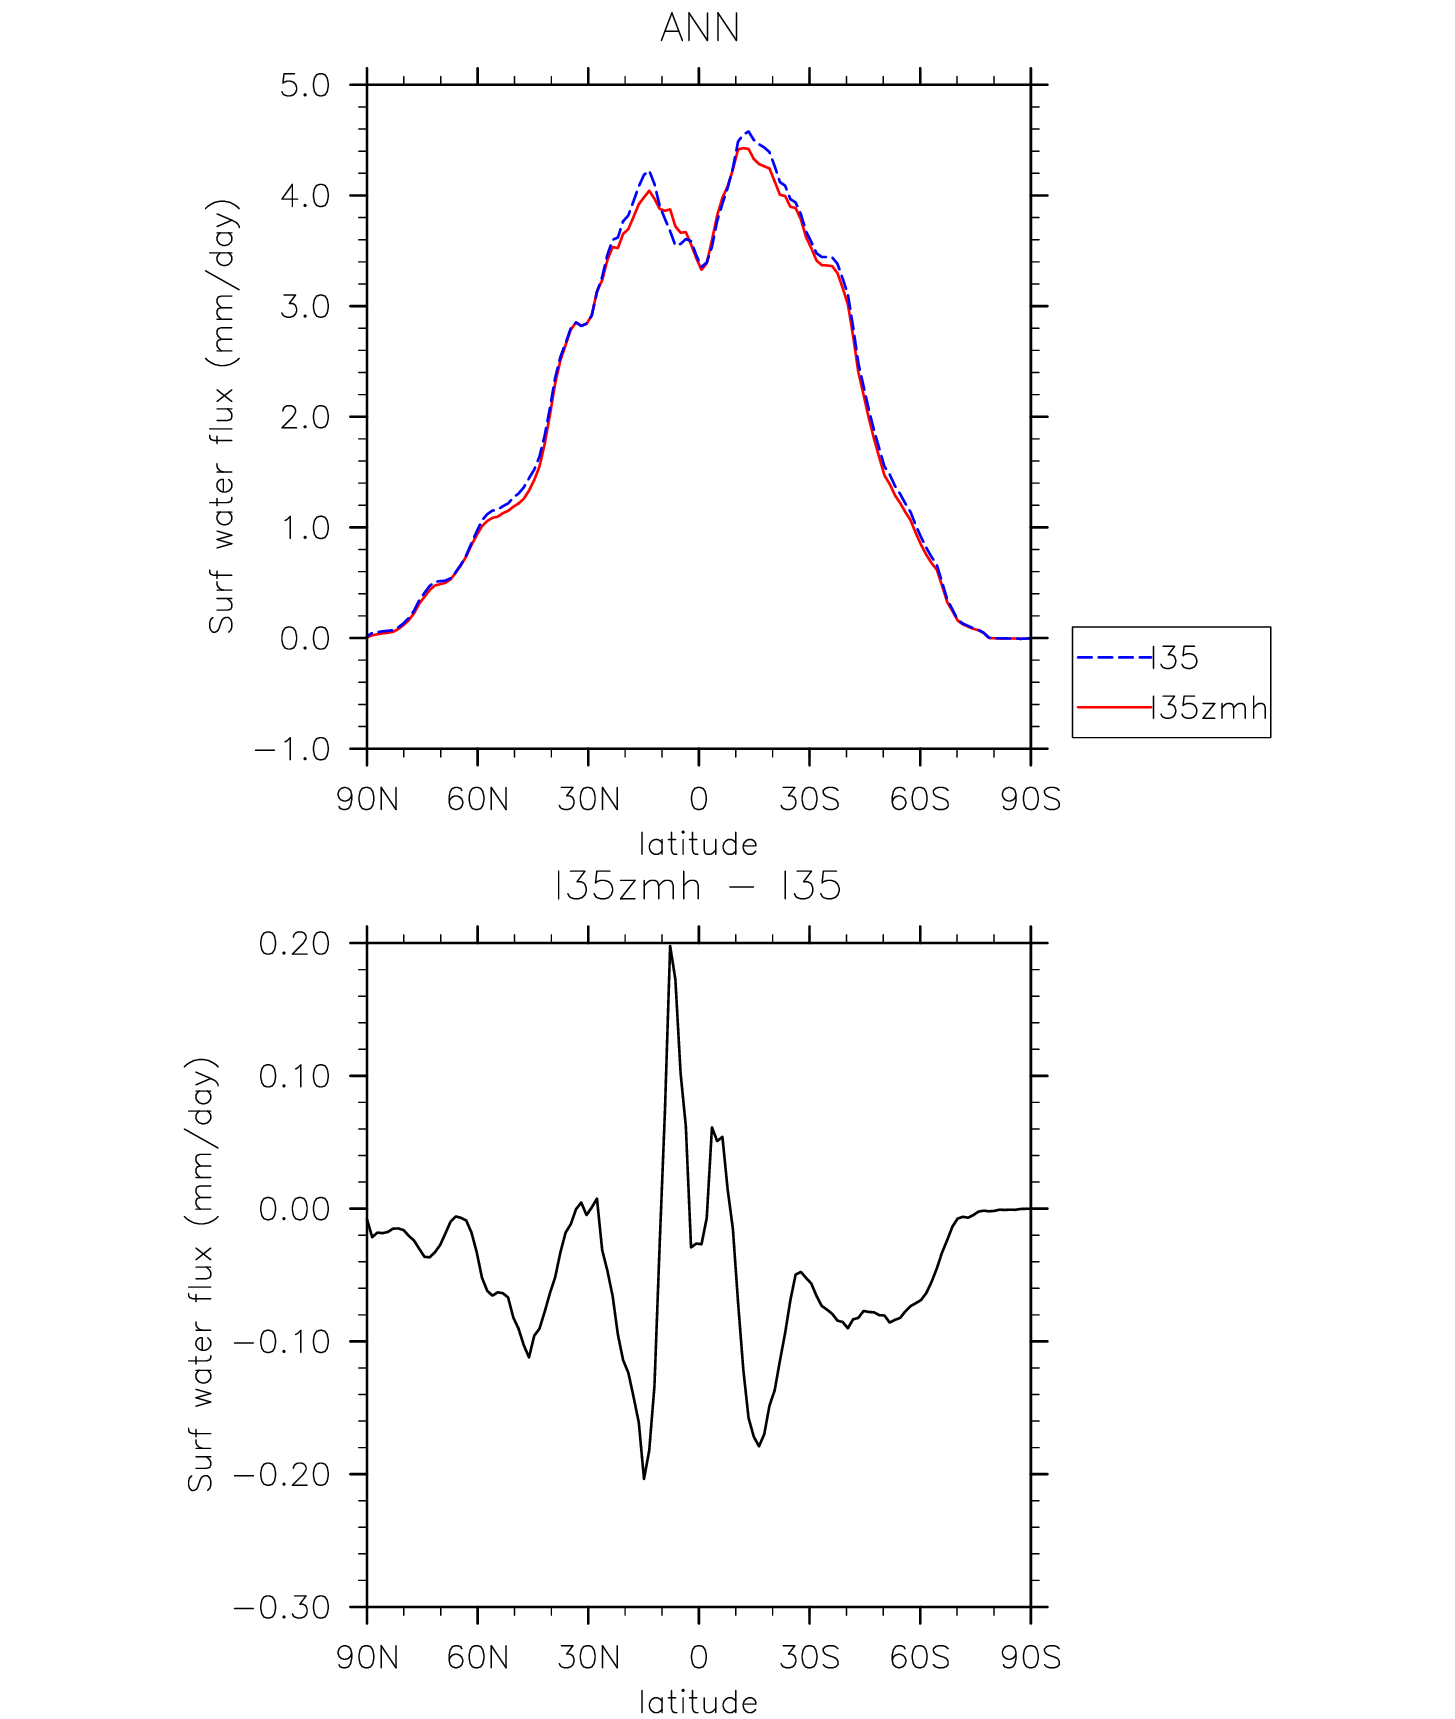 ANN
5.0
4.0
3.0
2.0
1.0
0.0
−1.0
Surf water flux (mm/day)
90N 60N 30N 0 30S 60S 90S
latitude
I35
I35zmh
I35zmh − I35
0.20
0.10
0.00
−0.10
−0.20
−0.30
Surf water flux (mm/day)
90N 60N 30N 0 30S 60S 90S
latitude